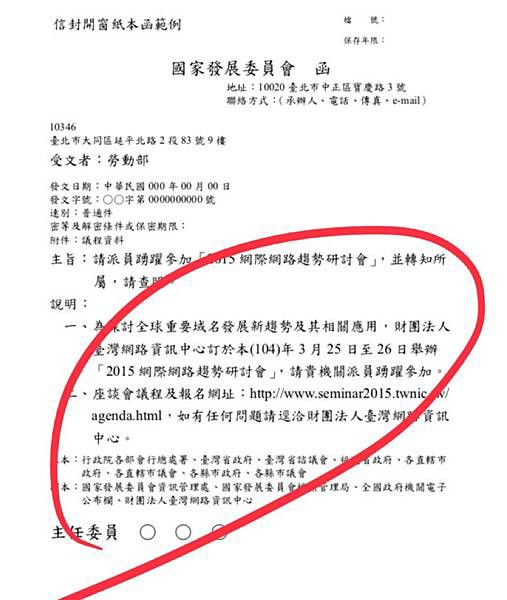 信封開窗紙本函範例
檔　　號：
保存年限：
國家發展委員會　函
地址：10020 臺北市中正區寶慶路 3 號
聯絡方式：(承辦人、電話、傳真、e-mail)
10346
臺北市大同區延平北路 2 段 83 號 9 樓
受文者：勞動部
發文日期：中華民國 000 年 00 月 00 日
發文字號：○○字第 0000000000 號
速別：普通件
密等及解密條件或保密期限：
附件：議程資料
主旨：請派員踴躍參加「2015 網際網路趨勢研討會」，並轉知所
屬，請查照。
說明：
一、為探討全球重要域名發展新趨勢及其相關應用，財團法人
臺灣網路資訊中心訂於本(104)年 3 月 25 日至 26 日舉辦
「2015 網際網路趨勢研討會」，請貴機關派員踴躍參加。
二、座談會議程及報名網址：http://www.seminar2015.twnic.tw/
agenda.html，如有任何問題請逕洽財團法人臺灣網路資訊
中心。
正本：行政院各部會行總處署、臺灣省政府、臺灣省諮議會、福建省政府、各直轄市
政府、各直轄市議會、各縣市政府、各縣市議會
副本：國家發展委員會資訊管理處、國家發展委員會檔案管理局、全國政府機關電子
公布欄、財團法人臺灣網路資訊中心
主任委員　○　○　○